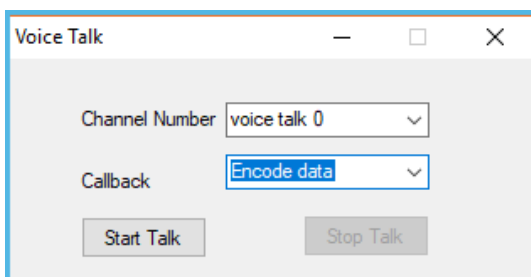 Voice Talk
Channel Number voice talk 0
Callback Encode data
Start Talk Stop Talk